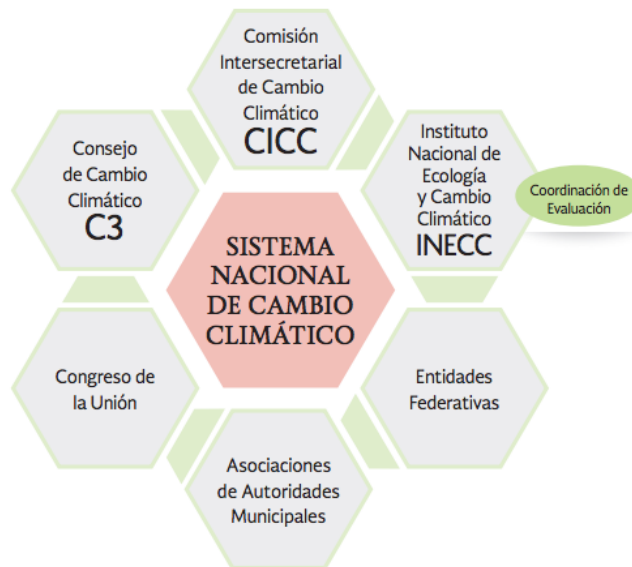 Comisión
Intersecretarial
de Cambio
Climático
CICC
Instituto
Nacional de
Ecología
y Cambio
Climático
INECC
Coordinación de
Evaluación
Consejo
de Cambio
Climático
C3
SISTEMA
NACIONAL
DE CAMBIO
CLIMÁTICO
Congreso de
la Unión
Entidades
Federativas
Asociaciones
de Autoridades
Municipales